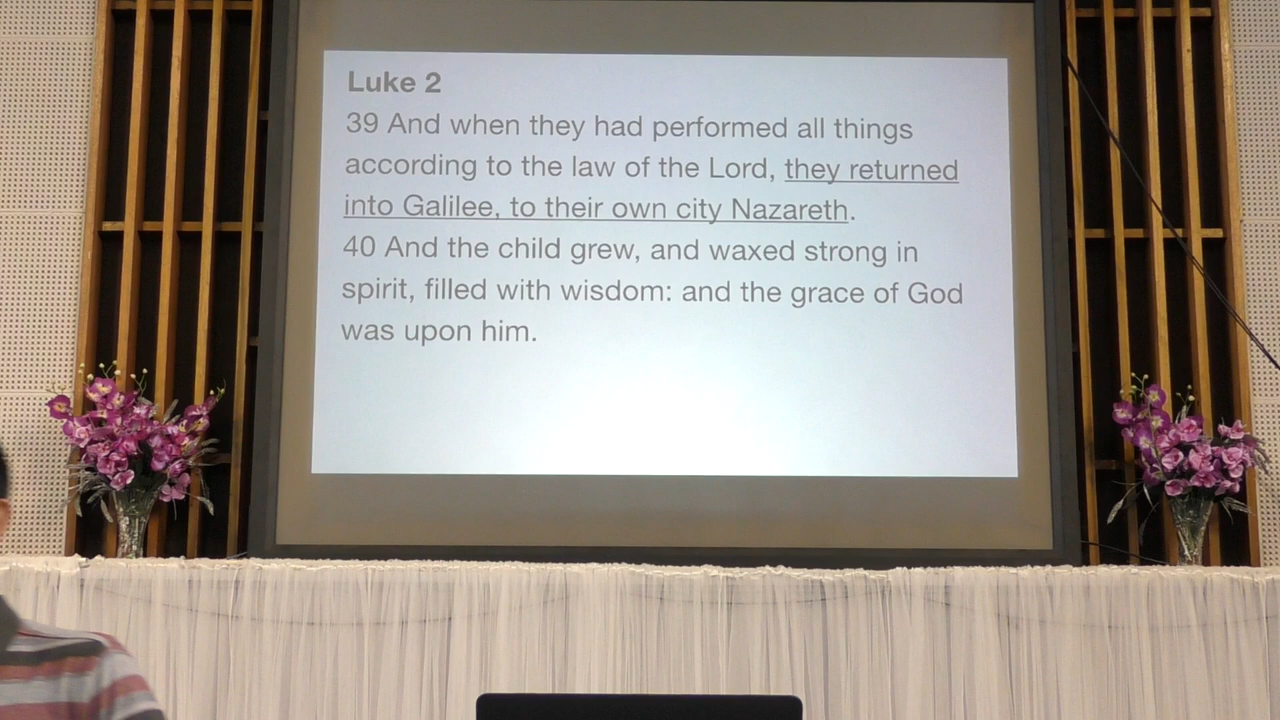 Luke 2
39 And when they had performed all things
according to the law of the Lord, they returned
into Galilee, to their own city Nazareth.
40 And the child grew, and waxed strong in
spirit, filled with wisdom: and the grace of God
was upon him.